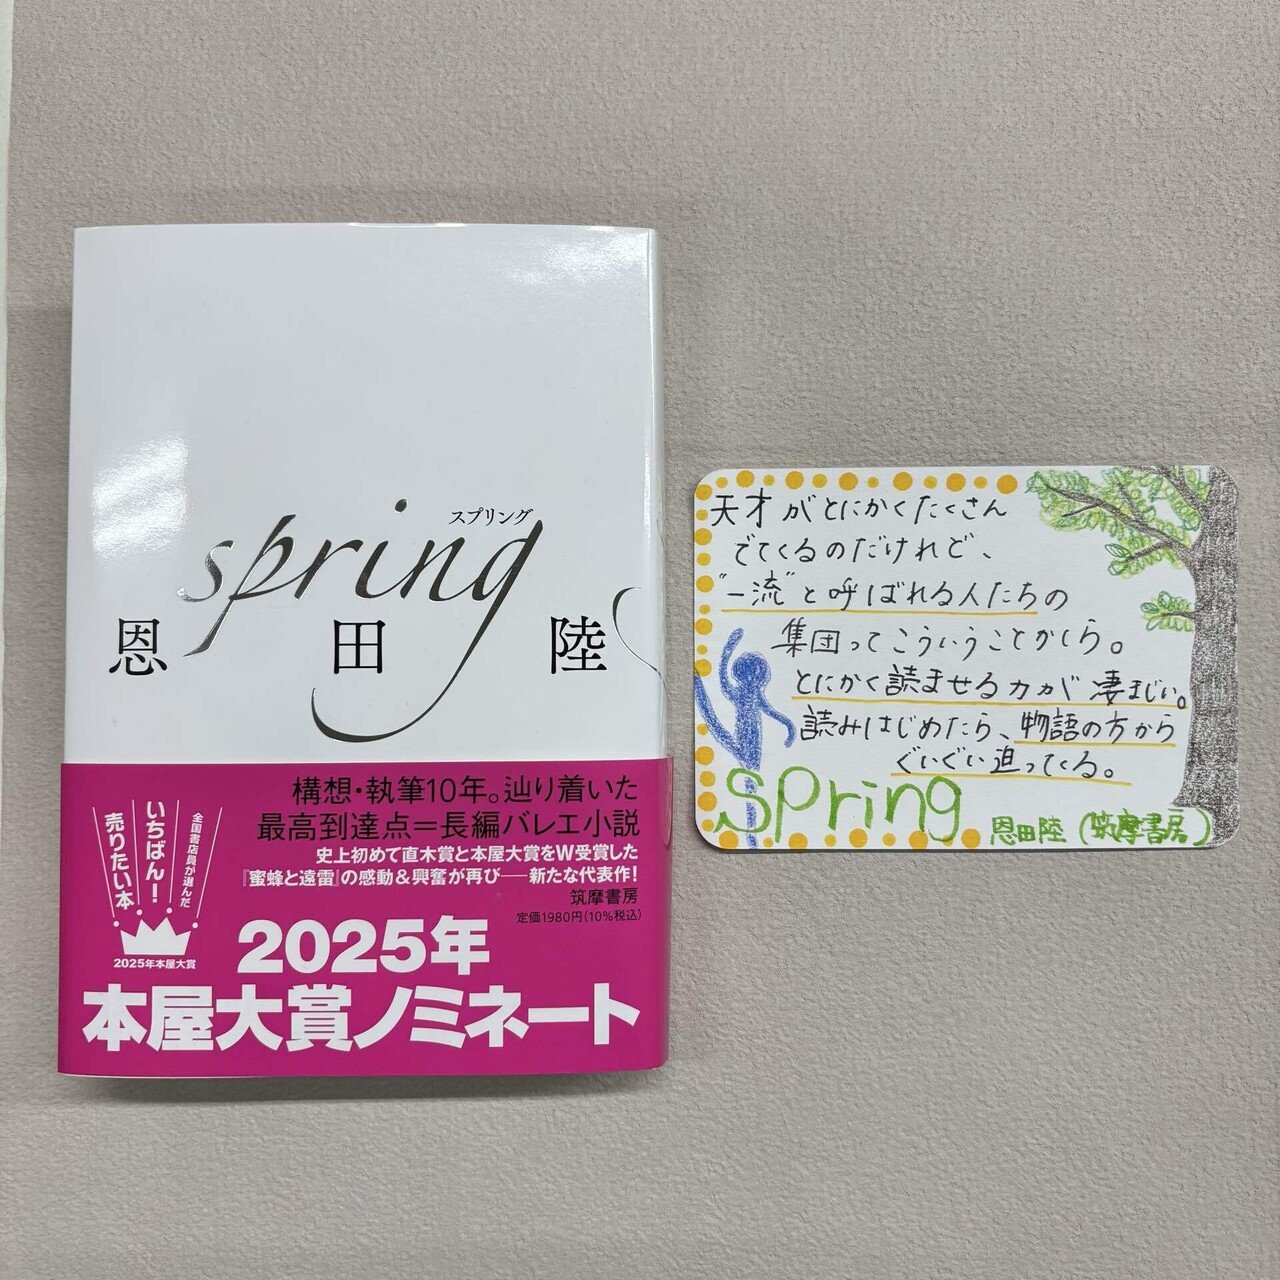 スプリング
spring
恩田陸
構想・執筆10年。辿り着いた
最高到達点＝長編バレエ小説
史上初めて直木賞と本屋大賞をW受賞した
『蜜蜂と遠雷』の感動＆興奮が再び──新たな代表作！
筑摩書房
定価1980円（10％税込）
全国書店員が選んだ
いちばん！
売りたい本
2025年本屋大賞
2025年
本屋大賞ノミネート
天才がとにかくたくさん
でてくるのだけれど、
"一流"と呼ばれる人たちの
集団ってこういうことかしら。
とにかく読ませる力が凄まじい。
読みはじめたら、物語の方から
ぐいぐい迫ってくる。
spring
恩田陸（筑摩書房）